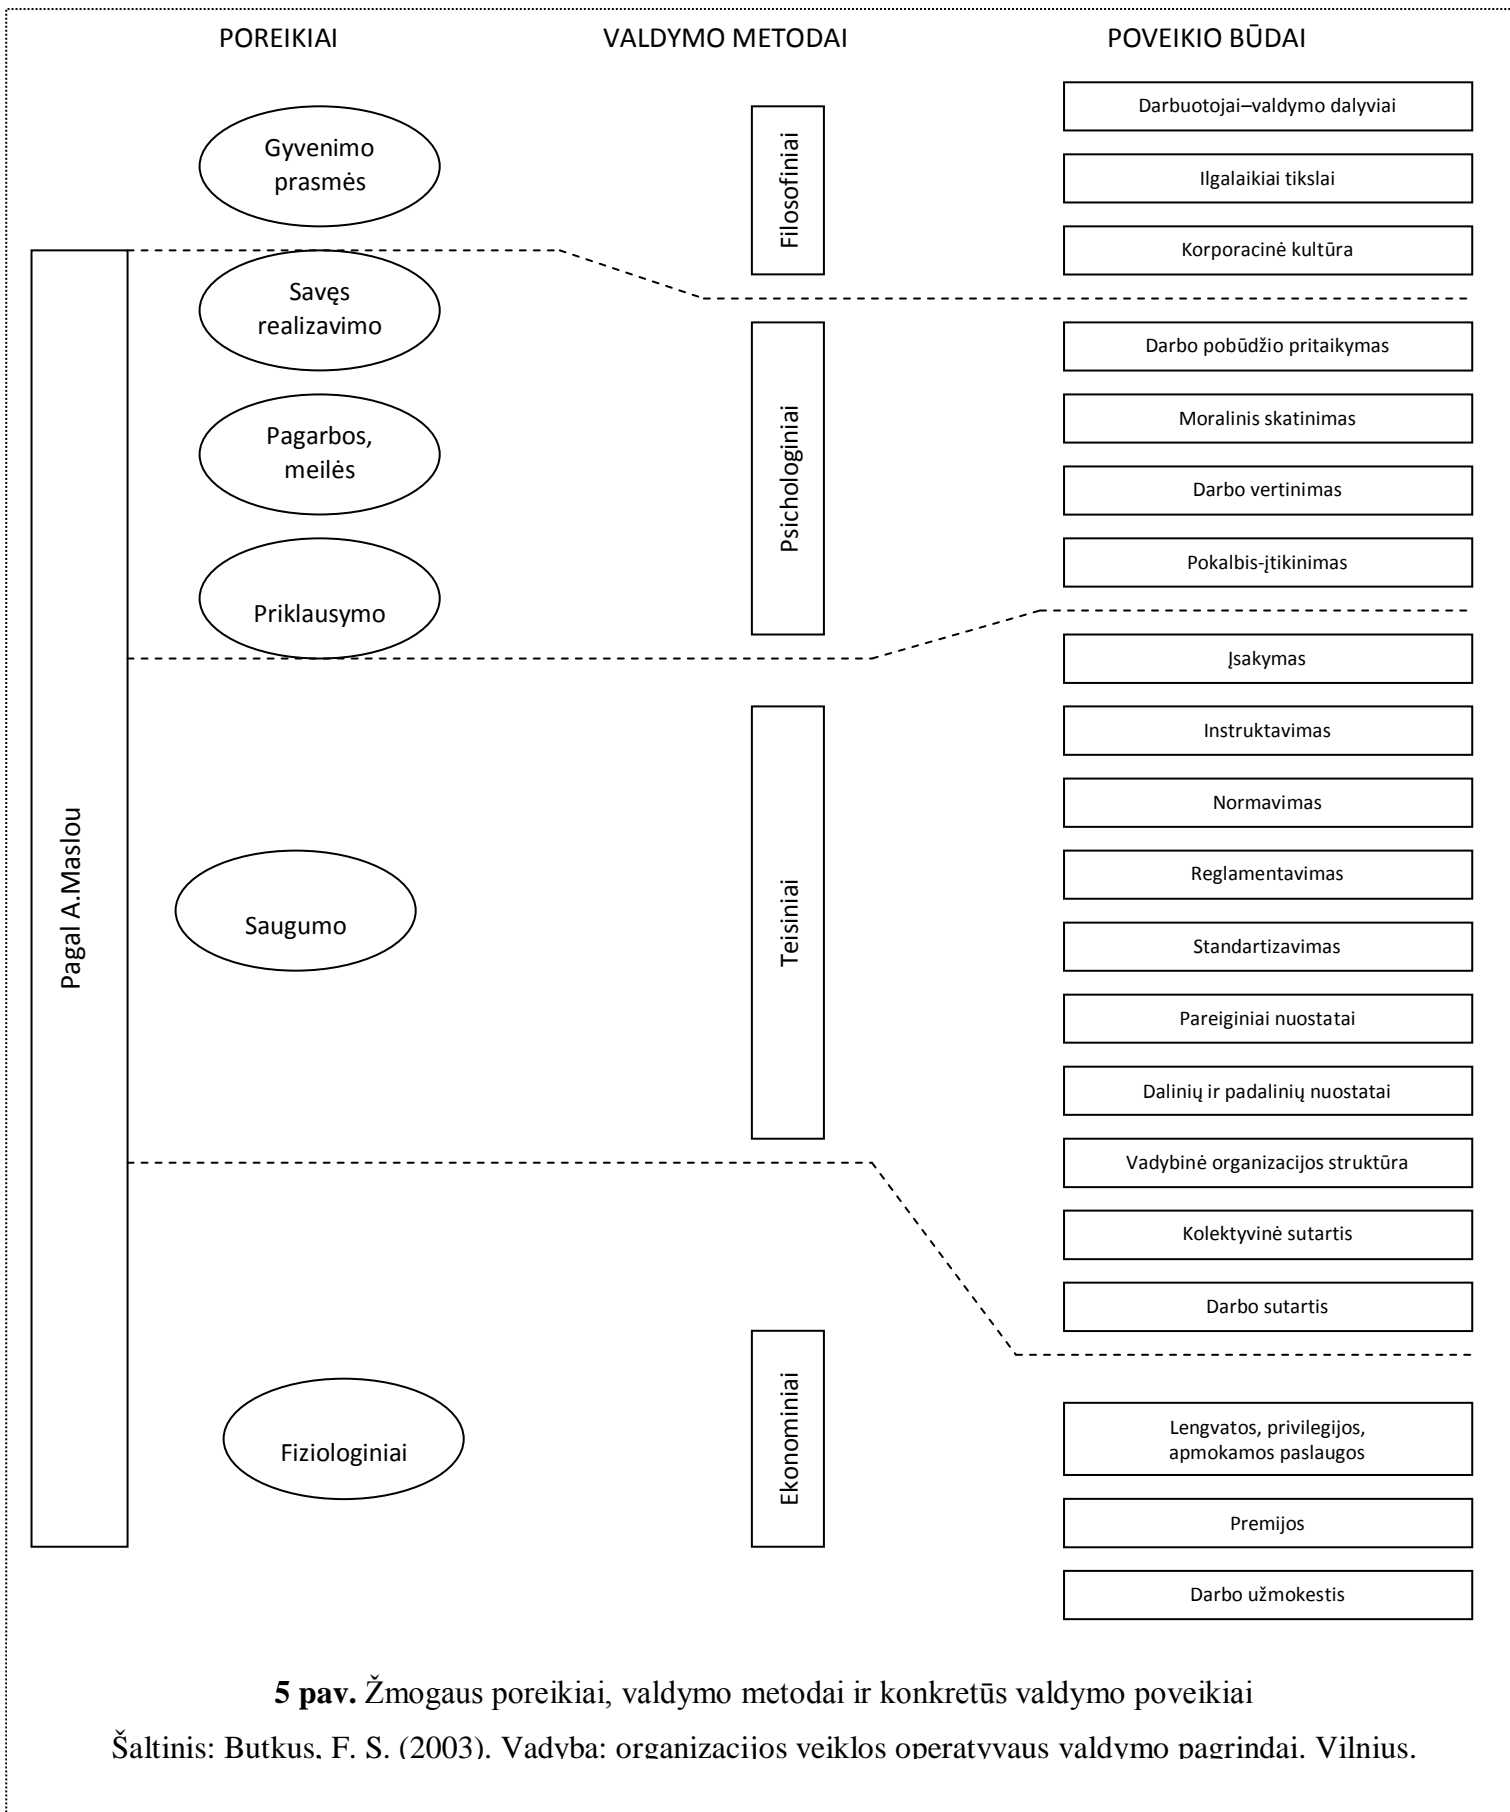 POREIKIAI
VALDYMO METODAI
POVEIKIO BŪDAI
Pagal A.Maslou
Gyvenimo
prasmės
Savęs
realizavimo
Pagarbos,
meilės
Priklausymo
Saugumo
Fiziologiniai
Filosofiniai
Psichologiniai
Teisiniai
Ekonominiai
Darbuotojai–valdymo dalyviai
Ilgalaikiai tikslai
Korporacinė kultūra
Darbo pobūdžio pritaikymas
Moralinis skatinimas
Darbo vertinimas
Pokalbis-įtikinimas
Įsakymas
Instruktavimas
Normavimas
Reglamentavimas
Standartizavimas
Pareiginiai nuostatai
Dalinių ir padalinių nuostatai
Vadybinė organizacijos struktūra
Kolektyvinė sutartis
Darbo sutartis
Lengvatos, privilegijos,
apmokamos paslaugos
Premijos
Darbo užmokestis
5 pav. Žmogaus poreikiai, valdymo metodai ir konkretūs valdymo poveikiai
Šaltinis: Butkus, F. S. (2003). Vadyba: organizacijos veiklos operatyvaus valdymo pagrindai. Vilnius.